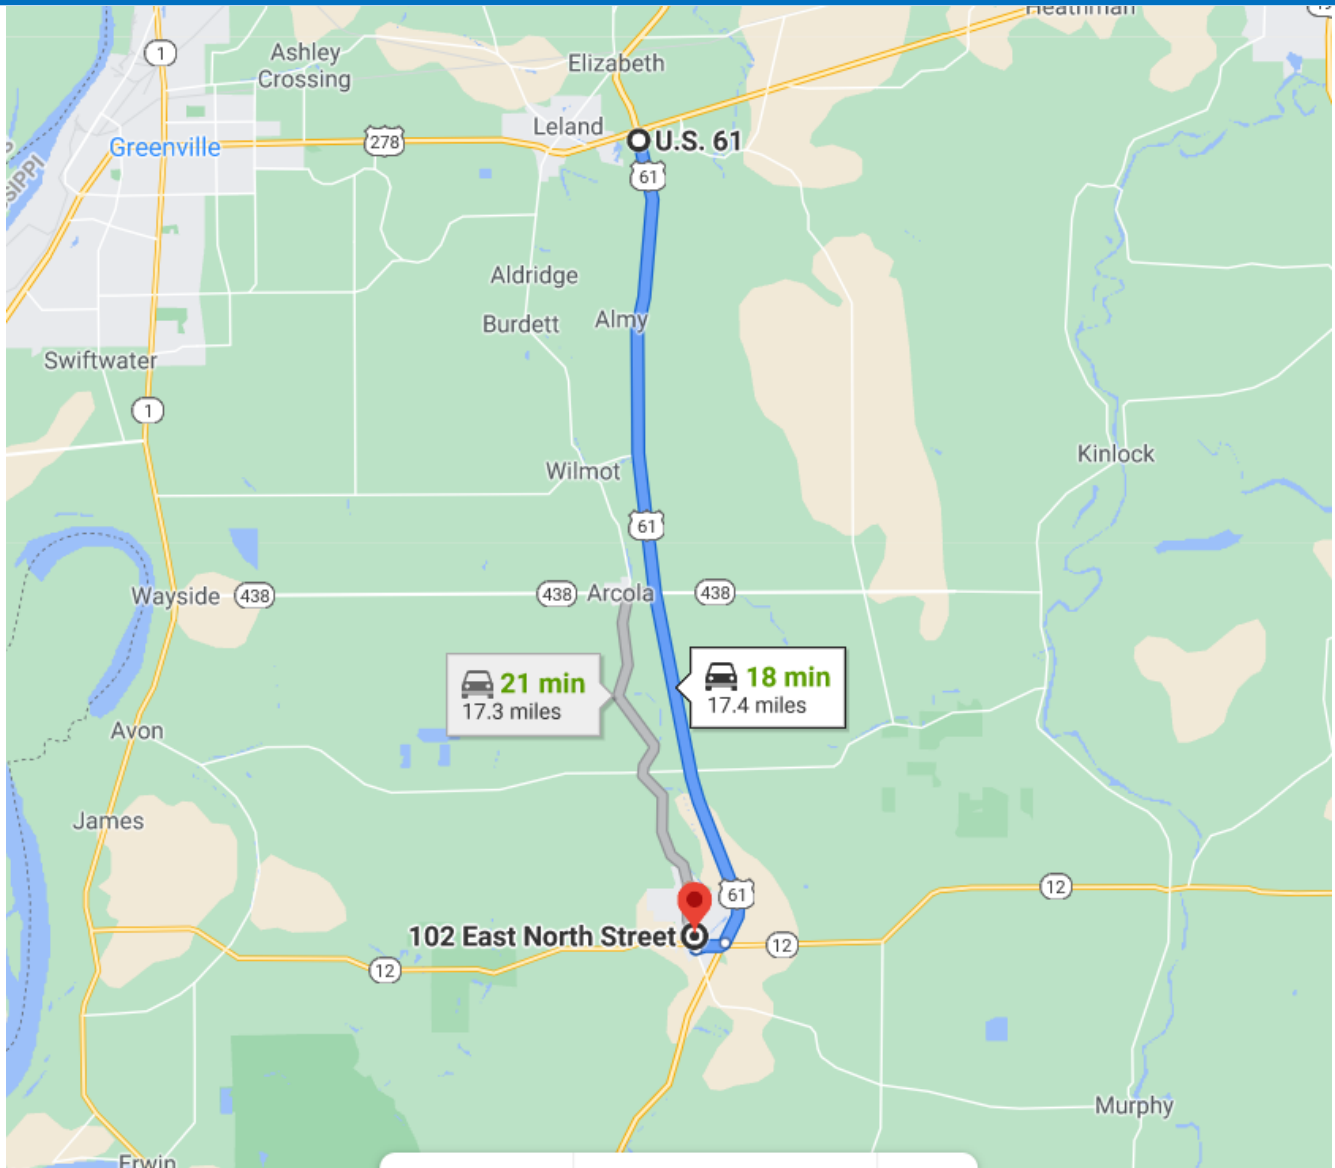 Heathman
1
Ashley
Crossing
Elizabeth
Leland
U.S. 61
278
Greenville
61
SIPPI
Aldridge
Burdett
Almy
Swiftwater
1
Kinlock
Wilmot
61
Wayside
438
438
Arcola
438
21 min
17.3 miles
18 min
17.4 miles
Avon
James
12
61
102 East North Street
12
12
Murphy
Erwin